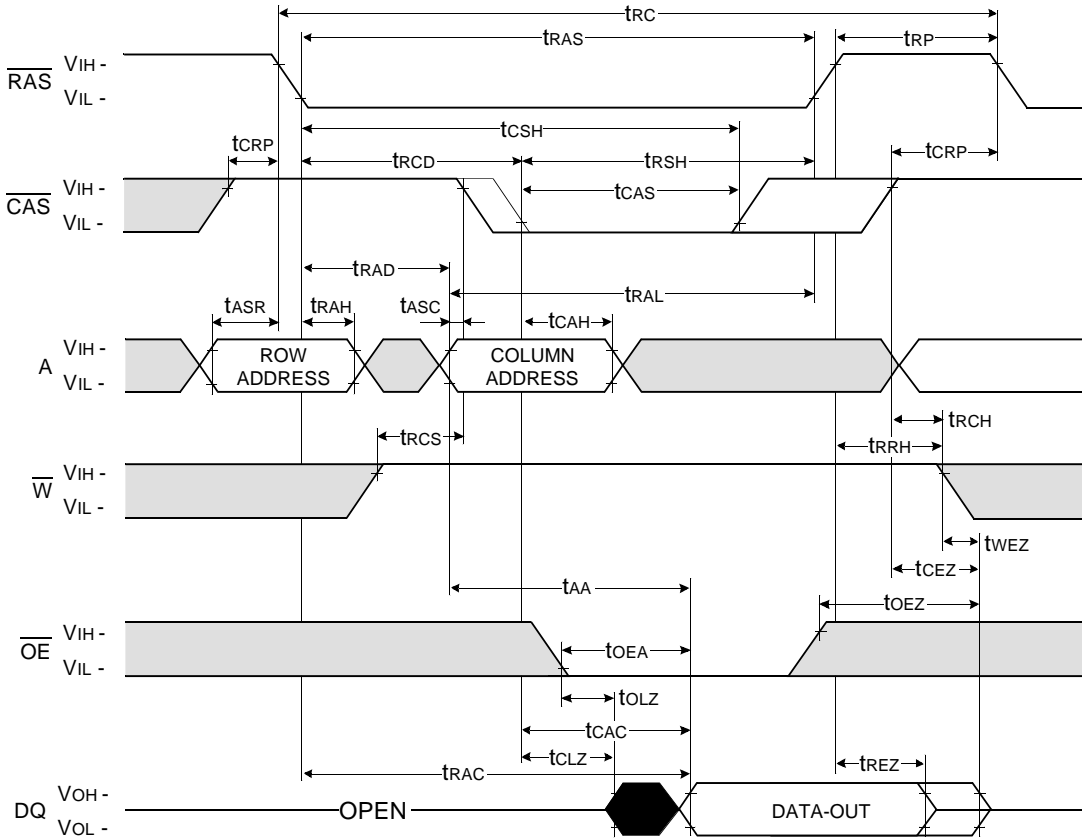 tRC
tRAS
tRP
RAS
VIH -
VIL -
tCSH
tCRP
tRCD
tRSH
tCRP
CAS
VIH -
VIL -
tCAS
tRAD
tRAL
tASR
tRAH
tASC
tCAH
A
VIH -
VIL -
ROW
ADDRESS
COLUMN
ADDRESS
tRCH
tRCS
tRRH
W
VIH -
VIL -
tWEZ
tCEZ
tAA
tOEZ
OE
VIH -
VIL -
tOEA
tOLZ
tCAC
tCLZ
tRAC
tREZ
DQ
VOH -
VOL -
OPEN
DATA-OUT